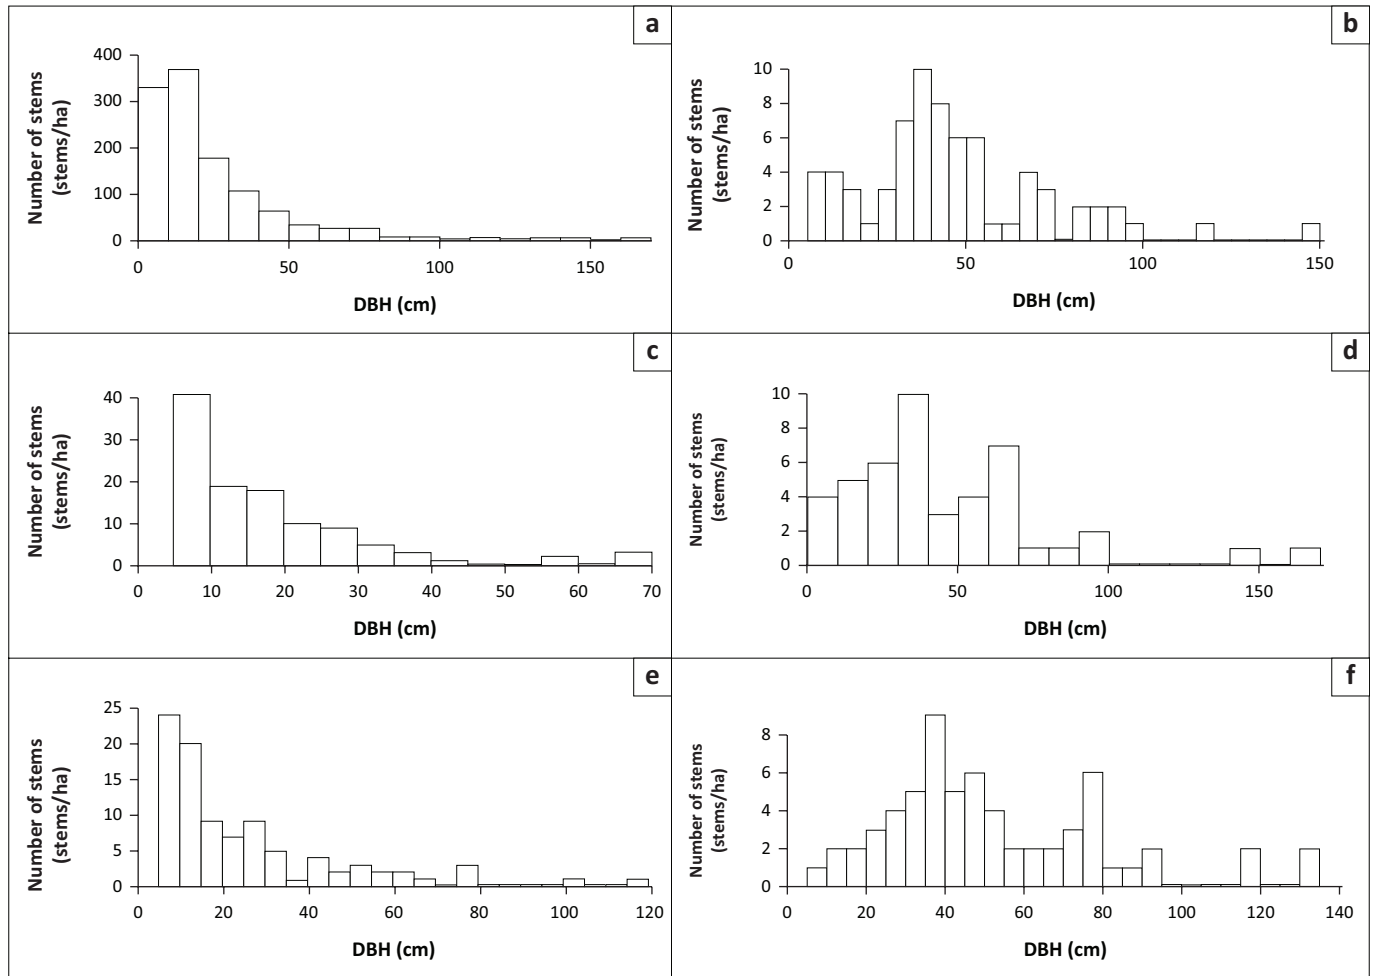 a
Number of stems
(stems/ha)
400
300
200
100
0
0 50 100 150
DBH (cm)
b
Number of stems
(stems/ha)
10
8
6
4
2
0
0 50 100 150
DBH (cm)
c
Number of stems
(stems/ha)
40
30
20
10
0
0 10 20 30 40 50 60 70
DBH (cm)
d
Number of stems
(stems/ha)
10
8
6
4
2
0
0 50 100 150
DBH (cm)
e
Number of stems
(stems/ha)
25
20
15
10
5
0
0 20 40 60 80 100 120
DBH (cm)
f
Number of stems
(stems/ha)
8
6
4
2
0
0 20 40 60 80 100 120 140
DBH (cm)